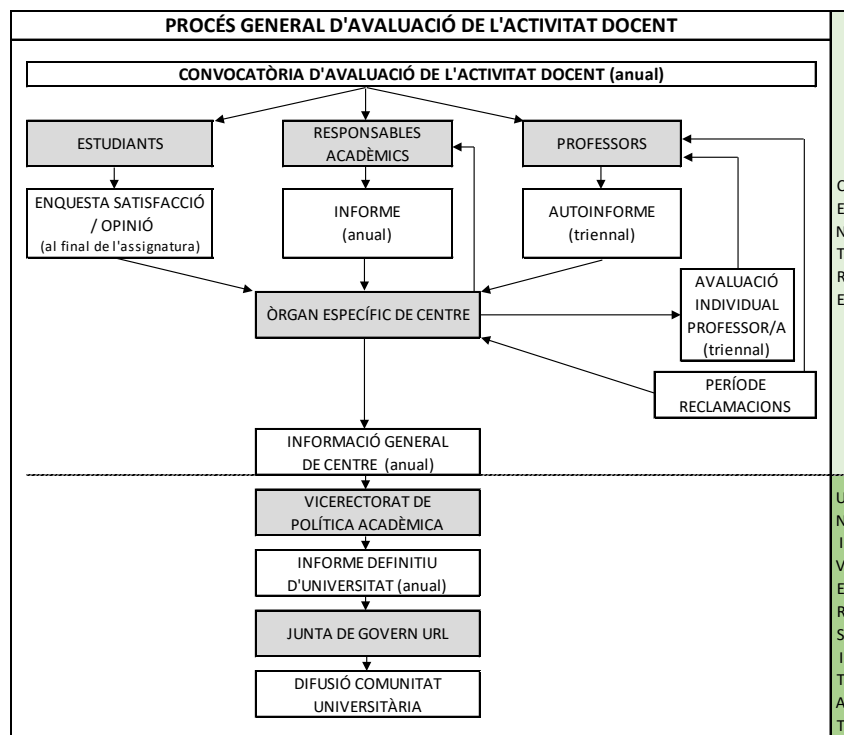 PROCÉS GENERAL D'AVALUACIÓ DE L'ACTIVITAT DOCENT
CONVOCATÒRIA D'AVALUACIÓ DE L'ACTIVITAT DOCENT (anual)
ESTUDIANTS
RESPONSABLES
ACADÈMICS
PROFESSORS
ENQUESTA SATISFACCIÓ
/ OPINIÓ
(al final de l'assignatura)
INFORME
(anual)
AUTOINFORME
(triennal)
ÒRGAN ESPECÍFIC DE CENTRE
AVALUACIÓ
INDIVIDUAL
PROFESSOR/A
(triennal)
PERÍODE
RECLAMACIONS
INFORMACIÓ GENERAL
DE CENTRE (anual)
VICERECTORAT DE
POLÍTICA ACADÈMICA
INFORME DEFINITIU
D'UNIVERSITAT (anual)
JUNTA DE GOVERN URL
DIFUSIÓ COMUNITAT
UNIVERSITÀRIA
C
E
N
T
R
E
U
N
I
V
E
R
S
I
T
A
T